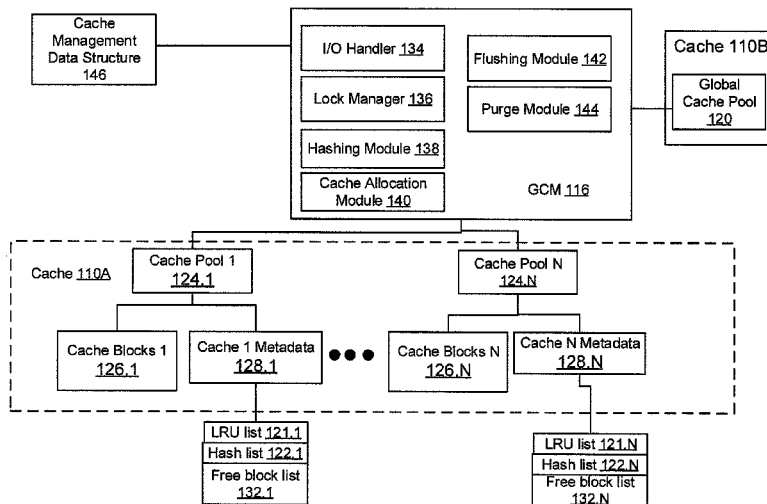 Cache
Management
Data Structure
146
I/O Handler 134
Lock Manager 136
Hashing Module 138
Cache Allocation
Module 140
Flushing Module 142
Purge Module 144
GCM 116
Cache 110B
Global
Cache Pool
120
Cache 110A
Cache Pool 1
124.1
Cache Pool N
124.N
Cache Blocks 1
126.1
Cache 1 Metadata
128.1
Cache Blocks N
126.N
Cache N Metadata
128.N
LRU list 121.1
Hash list 122.1
Free block list
132.1
LRU list 121.N
Hash list 122.N
Free block list
132.N